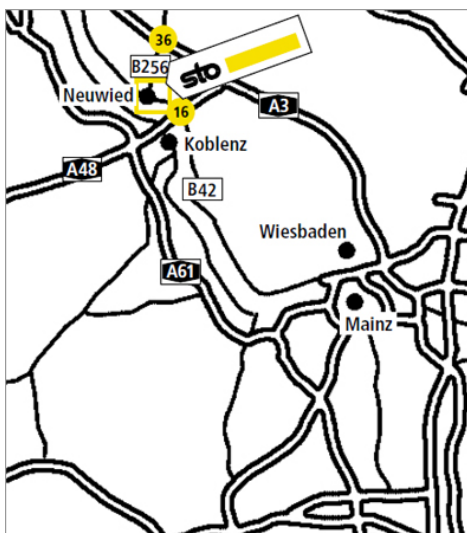 36
B256
sto
Neuwied
16
A3
Koblenz
A48
B42
Wiesbaden
A61
Mainz